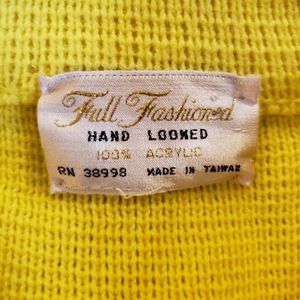 Full Fashioned
HAND LOOMED
100% ACRYLIC
RN 38998 MADE IN TAIWAN